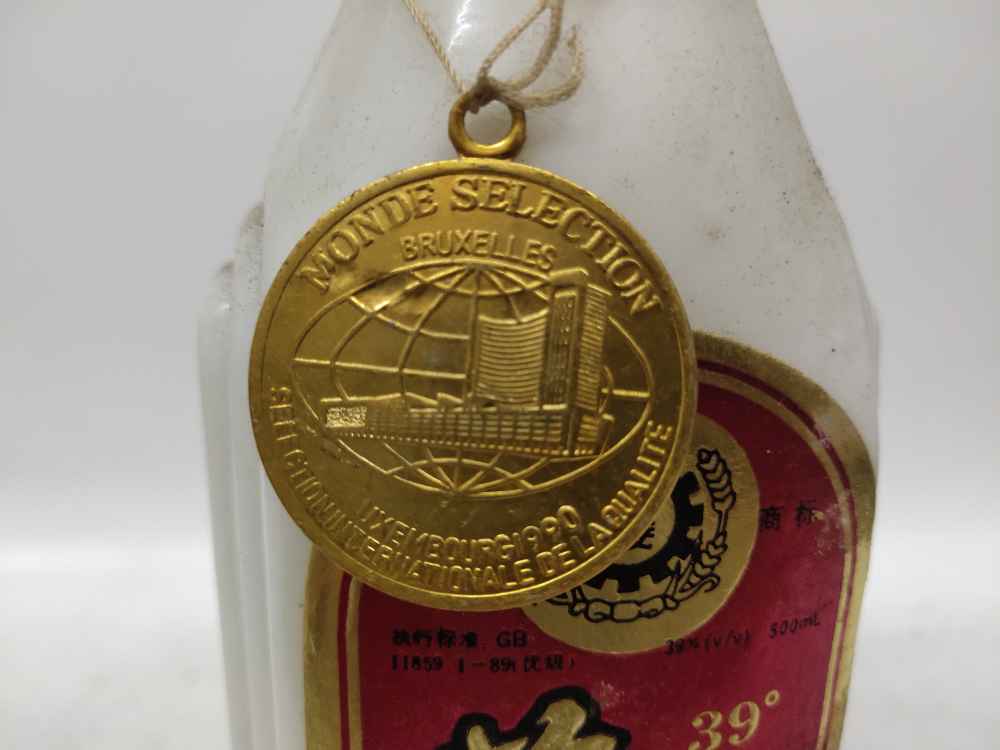 MONDE SELECTION
BRUXELLES
LUXEMBOURG 1990
SELECTION INTERNATIONALE DE LA QUALITE
商标
执行标准 GB
11859 1-89(优级)
39%(v/v) 500mL
39°